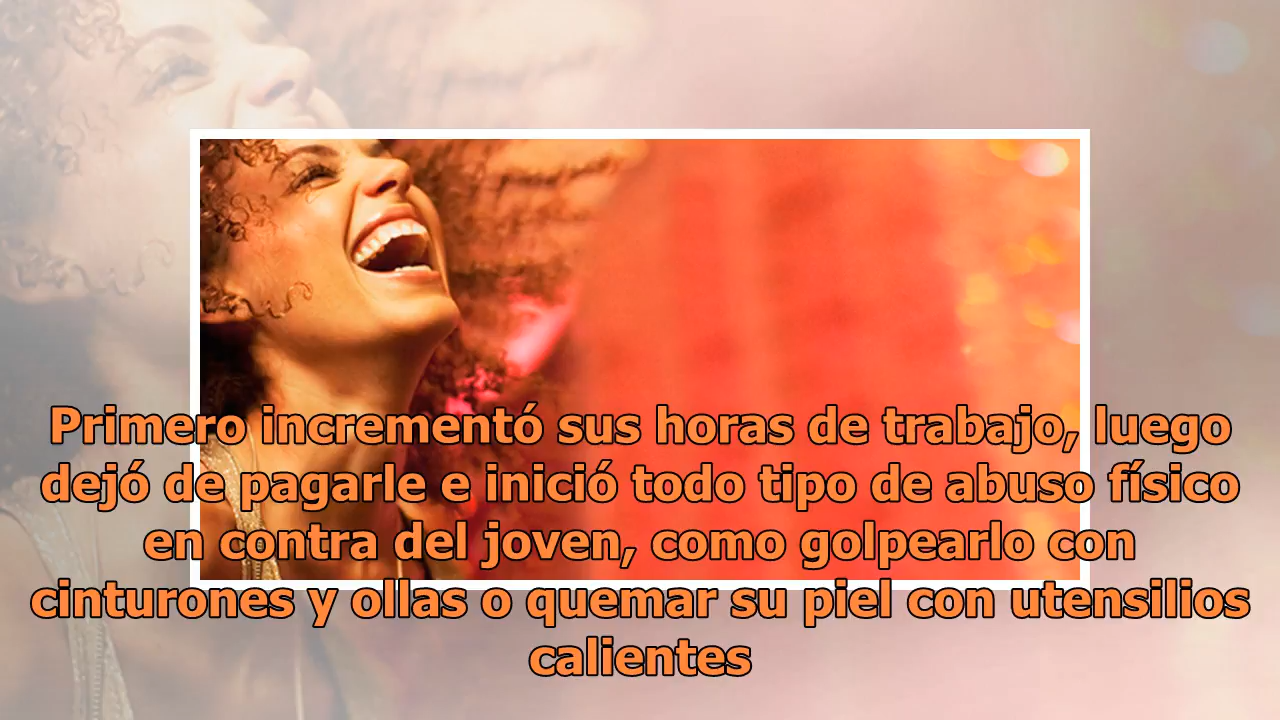 Primero incrementó sus horas de trabajo, luego
dejó de pagarle e inició todo tipo de abuso físico
en contra del joven, como golpearlo con
cinturones y ollas o quemar su piel con utensilios
calientes